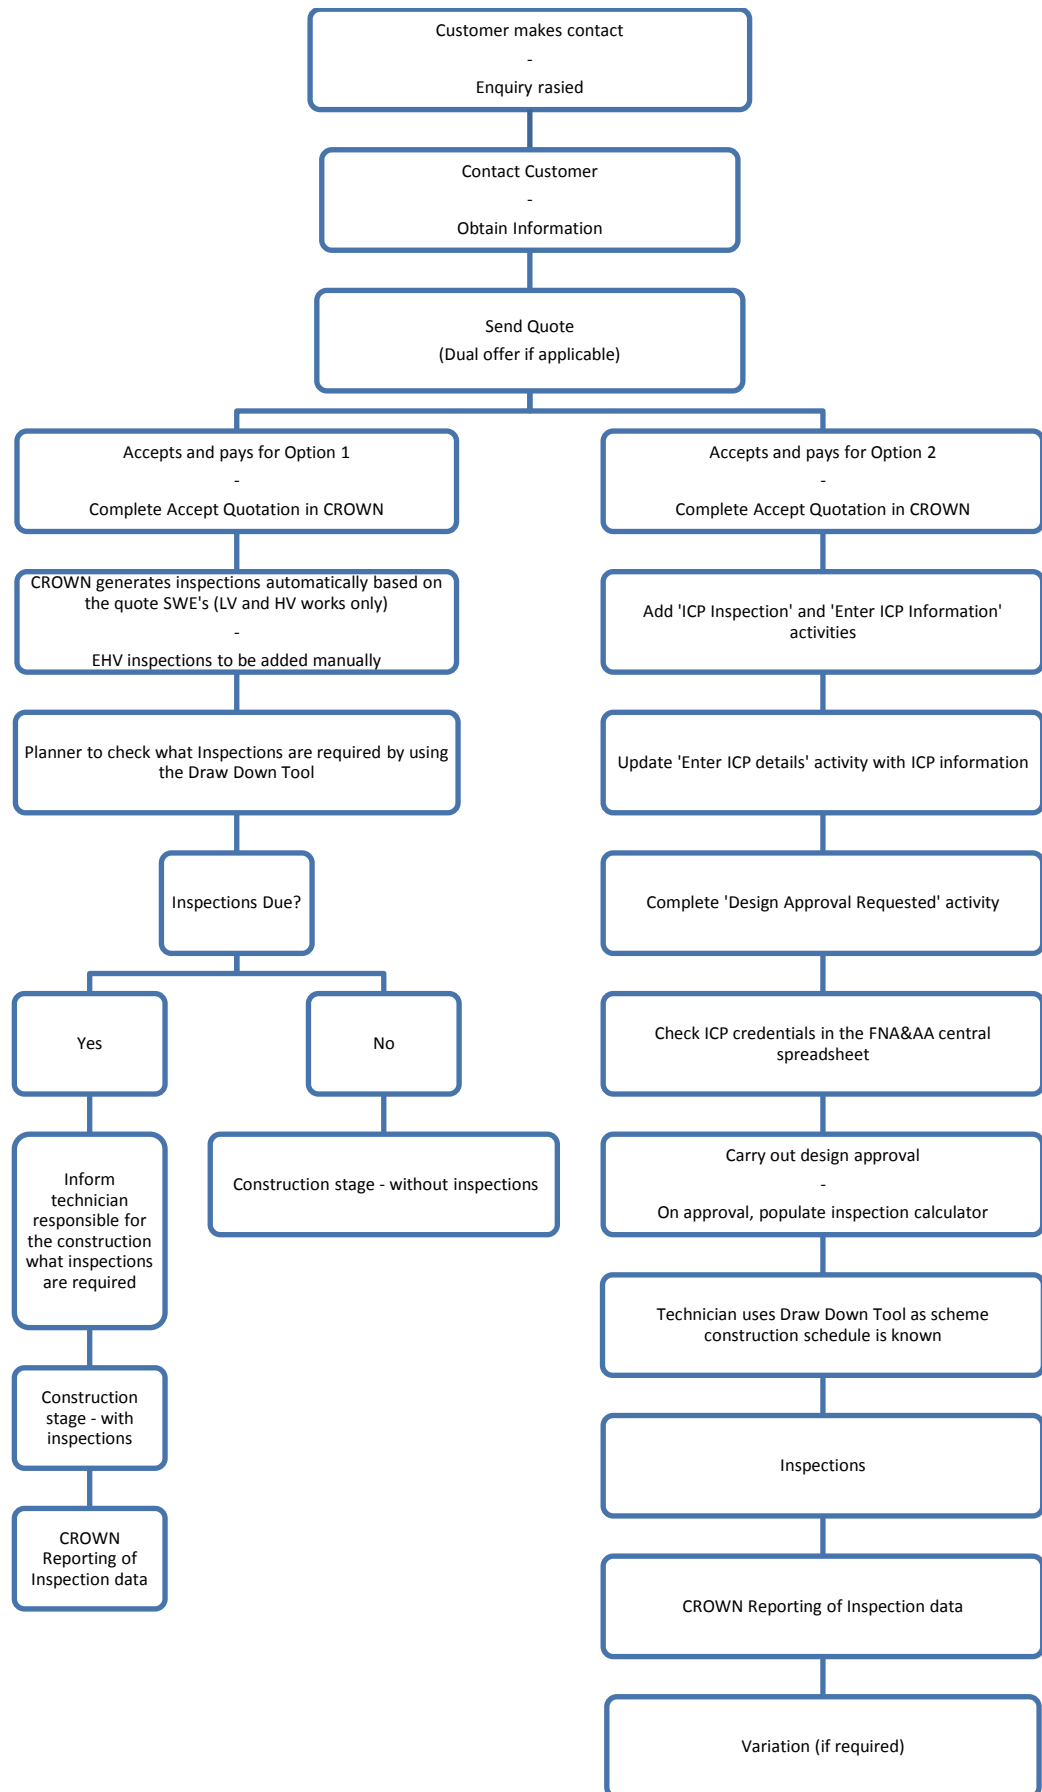 Customer makes contact
-
Enquiry rasied
Contact Customer
-
Obtain Information
Send Quote
(Dual offer if applicable)
Accepts and pays for Option 1
-
Complete Accept Quotation in CROWN
CROWN generates inspections automatically based on
the quote SWE's (LV and HV works only)
-
EHV inspections to be added manually
Planner to check what Inspections are required by using
the Draw Down Tool
Inspections Due?
Yes
No
Inform
technician
responsible for
the construction
what inspections
are required
Construction stage - without inspections
Construction
stage - with
inspections
CROWN
Reporting of
Inspection data
Accepts and pays for Option 2
-
Complete Accept Quotation in CROWN
Add 'ICP Inspection' and 'Enter ICP Information'
activities
Update 'Enter ICP details' activity with ICP information
Complete 'Design Approval Requested' activity
Check ICP credentials in the FNA&AA central
spreadsheet
Carry out design approval
-
On approval, populate inspection calculator
Technician uses Draw Down Tool as scheme
construction schedule is known
Inspections
CROWN Reporting of Inspection data
Variation (if required)